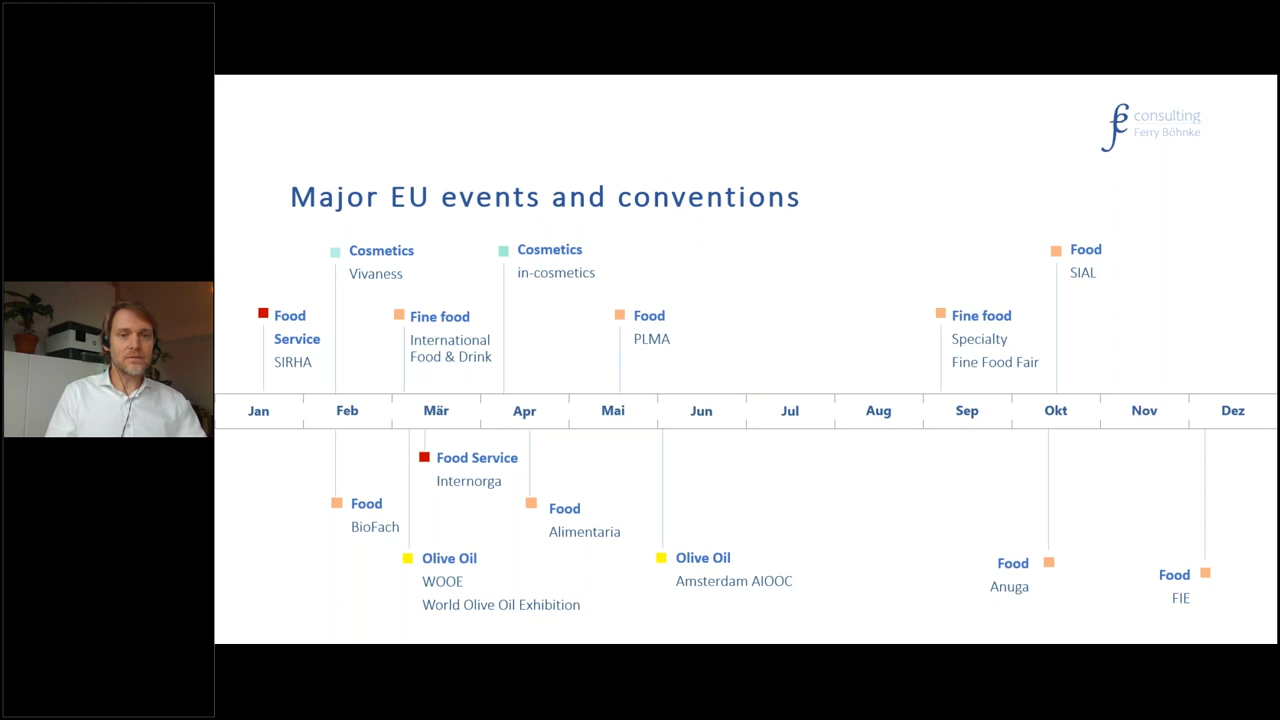 consulting
Ferry Böhnke
Major EU events and conventions
Cosmetics
Vivaness
Cosmetics
in-cosmetics
Food
SIAL
Food
Service
SIRHA
Fine food
International
Food & Drink
Food
PLMA
Fine food
Specialty
Fine Food Fair
Jan Feb Mär Apr Mai Jun Jul Aug Sep Okt Nov Dez
Food Service
Internorga
Food
BioFach
Food
Alimentaria
Olive Oil
WOOE
World Olive Oil Exhibition
Olive Oil
Amsterdam AIOOC
Food
Anuga
Food
FIE